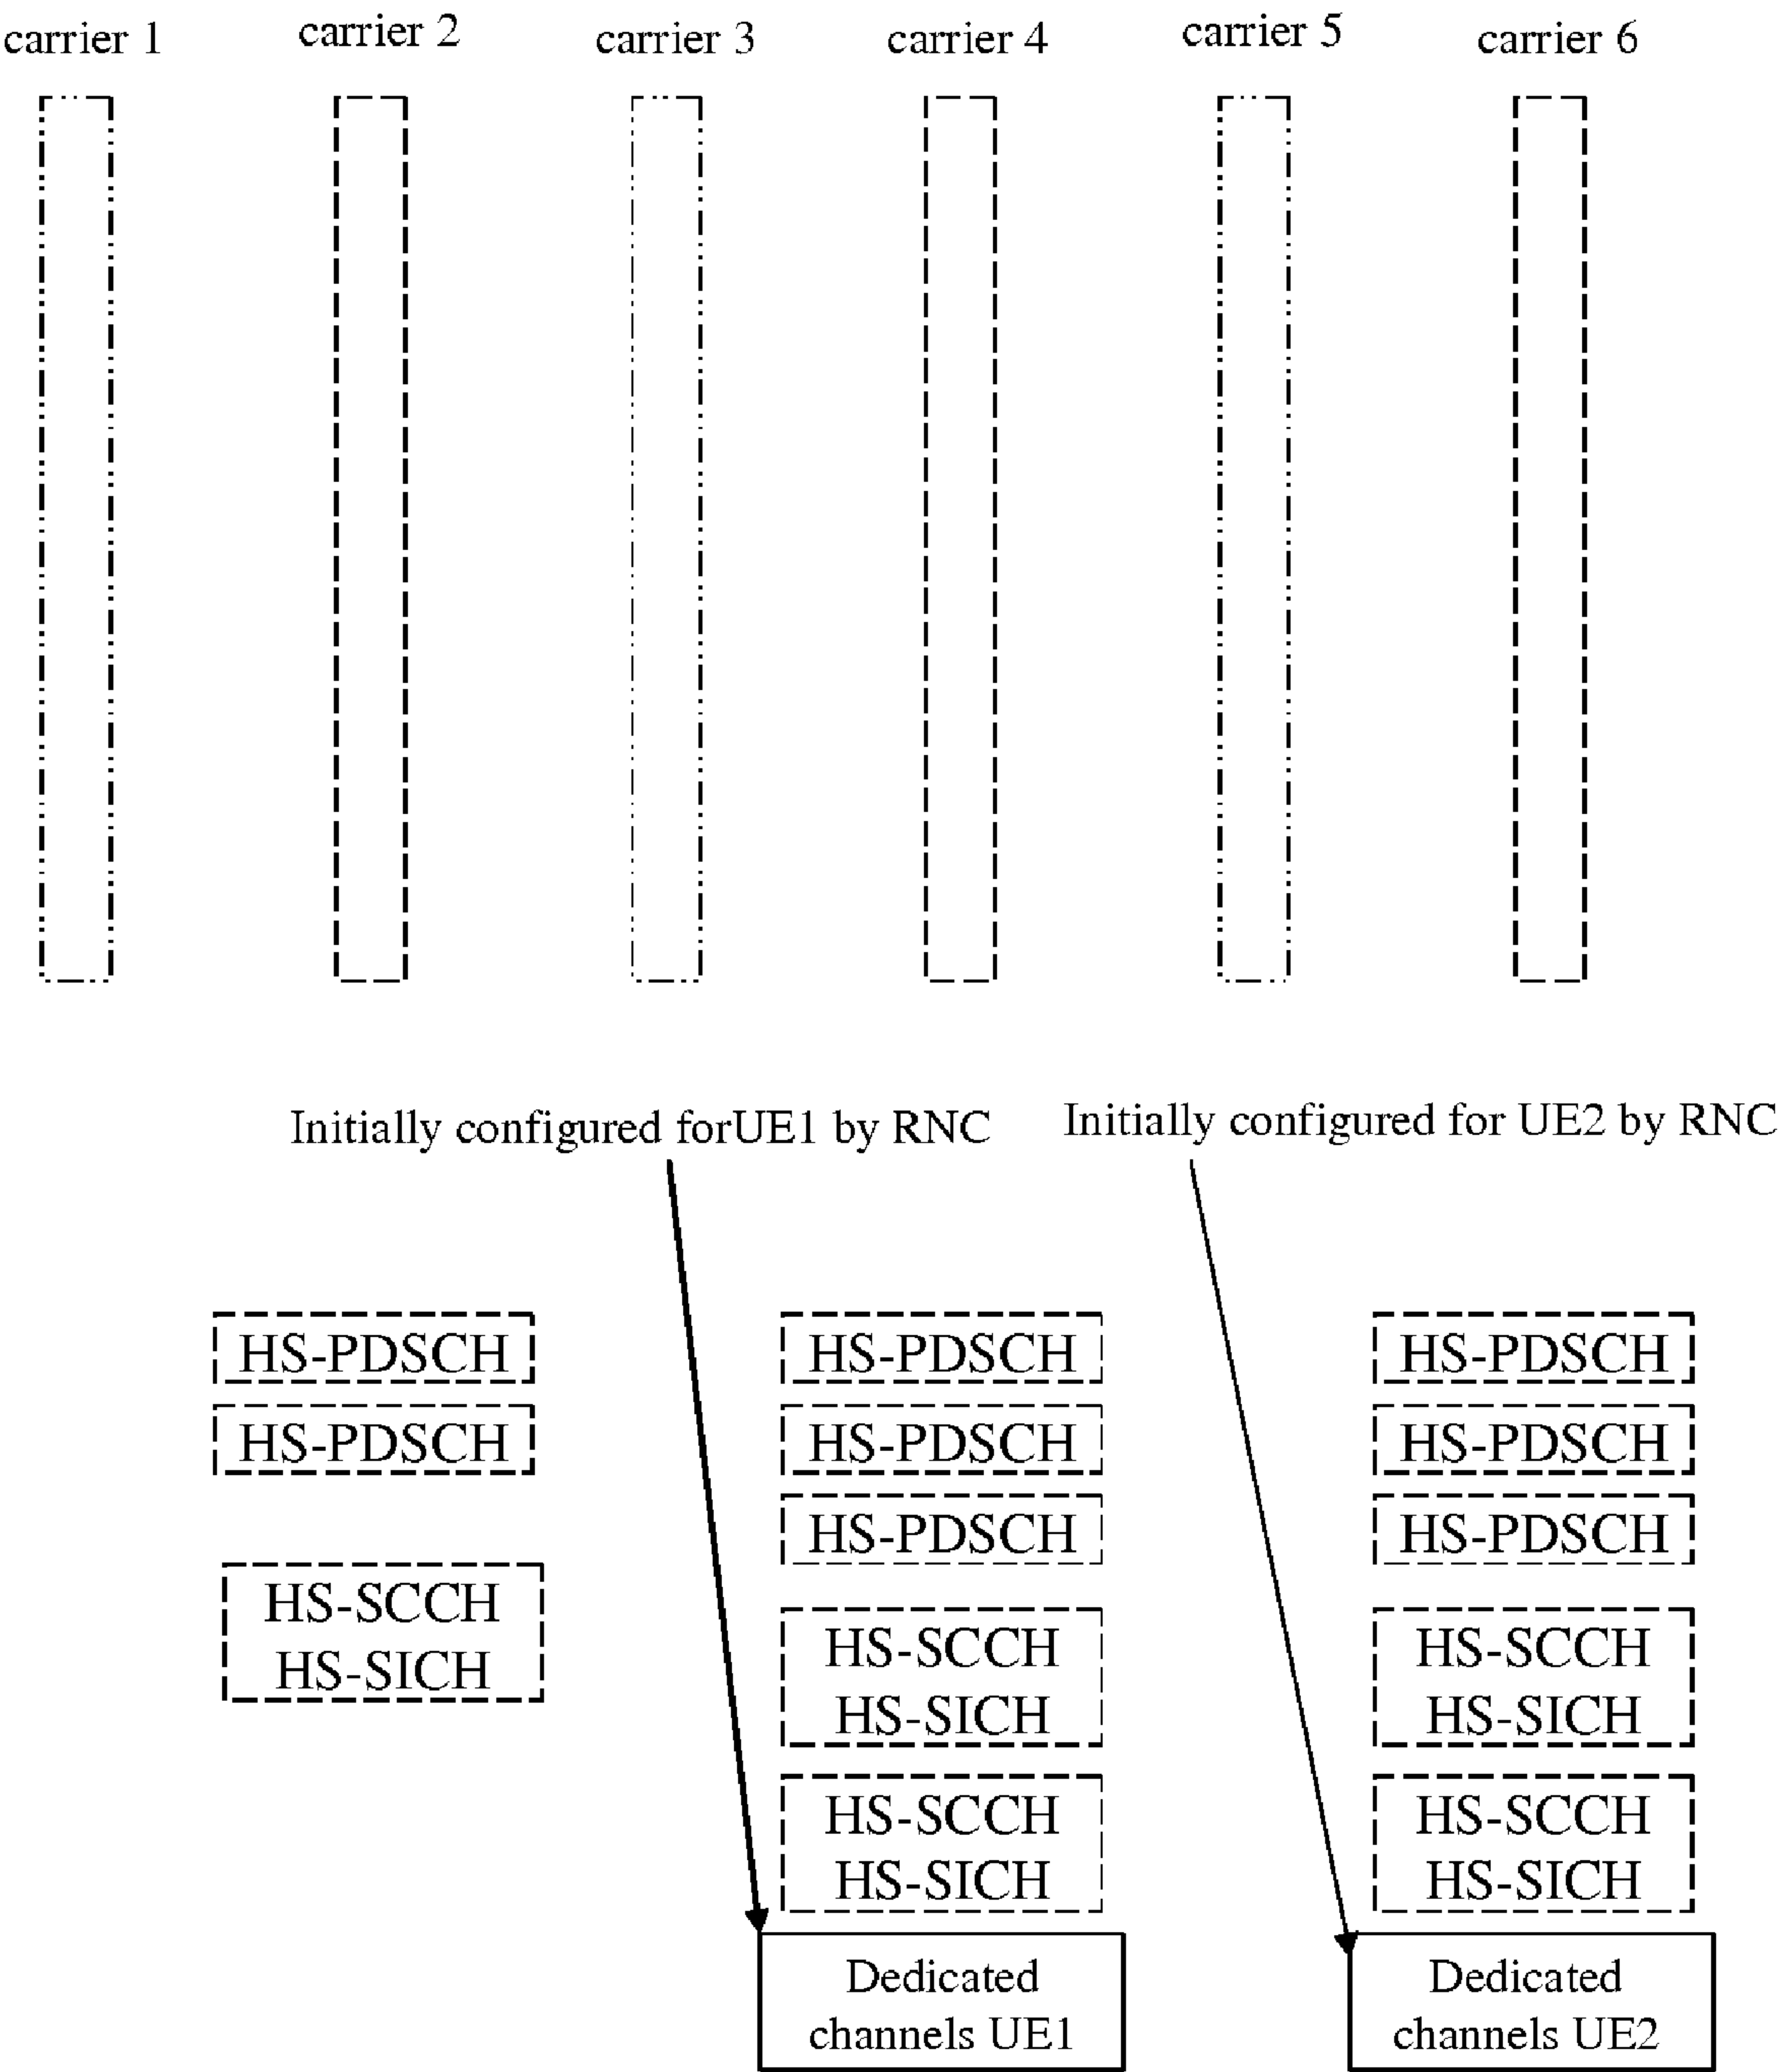 carrier 1
carrier 2
carrier 3
carrier 4
carrier 5
carrier 6
Initially configured forUE1 by RNC
Initially configured for UE2 by RNC
HS-PDSCH
HS-PDSCH
HS-SCCH
HS-SICH
HS-PDSCH
HS-PDSCH
HS-PDSCH
HS-SCCH
HS-SICH
HS-SCCH
HS-SICH
Dedicated
channels UE1
HS-PDSCH
HS-PDSCH
HS-PDSCH
HS-SCCH
HS-SICH
HS-SCCH
HS-SICH
Dedicated
channels UE2